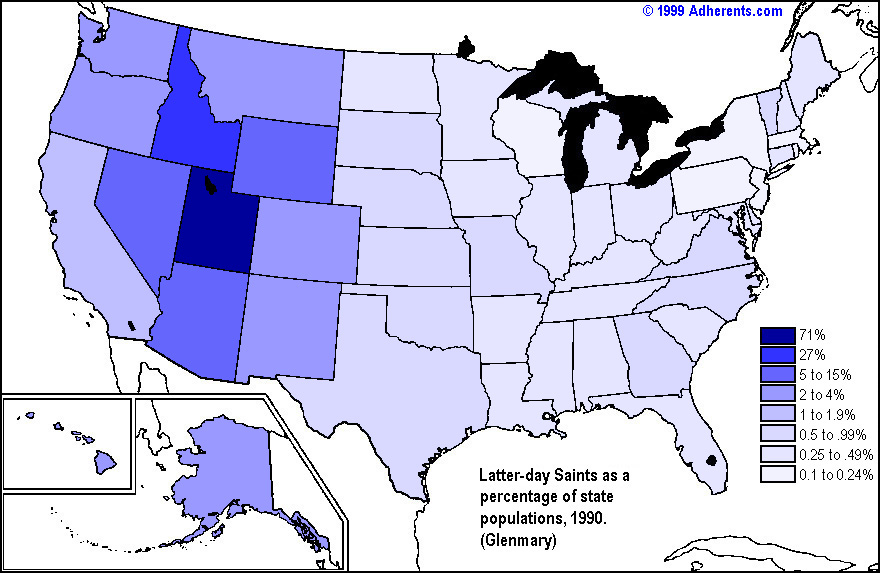 © 1999 Adherents.com
71%
27%
5 to 15%
2 to 4%
1 to 1.9%
0.5 to .99%
0.25 to .49%
0.1 to 0.24%
Latter-day Saints as a
percentage of state
populations, 1990.
(Glenmary)